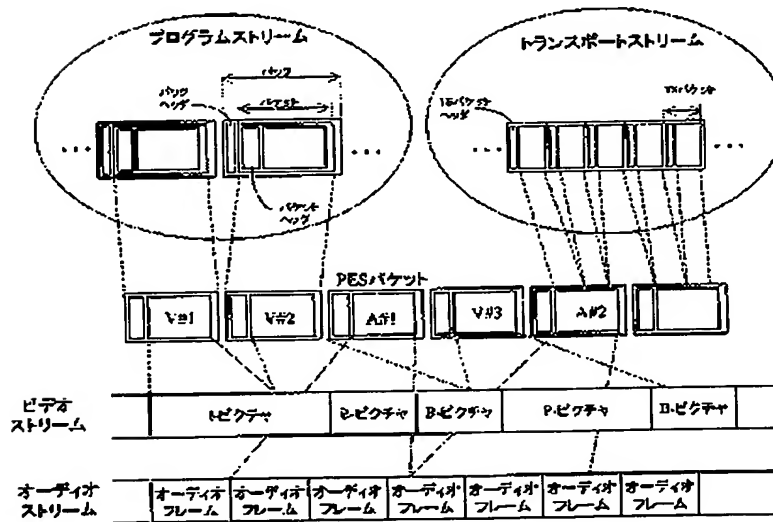 プログラムストリーム
トランスポートストリーム
パック
パック
ヘッダ
パケット
TSパケット
ヘッダ
TSパケット
・・・
・・・
・・・
・・・
パケット
ヘッダ
PESパケット
V#1
V#2
A#1
V#3
A#2
ビデオ
ストリーム
I-ピクチャ
B-ピクチャ
B-ピクチャ
P-ピクチャ
B-ピクチャ
オーディオ
ストリーム
オーディオ
フレーム
オーディオ
フレーム
オーディオ
フレーム
オーディオ
フレーム
オーディオ
フレーム
オーディオ
フレーム
オーディオ
フレーム